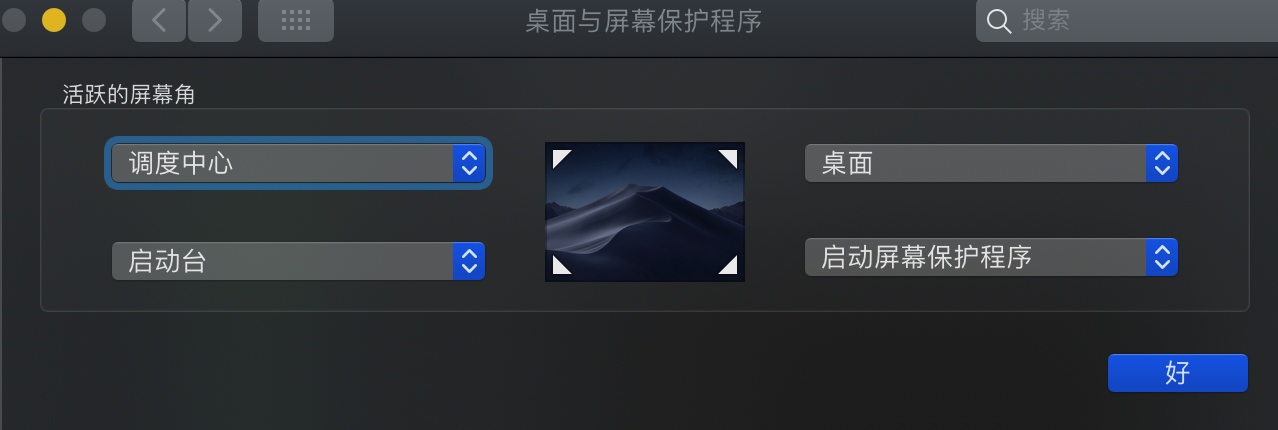 桌面与屏幕保护程序
搜索
活跃的屏幕角
调度中心
桌面
启动台
启动屏幕保护程序
好